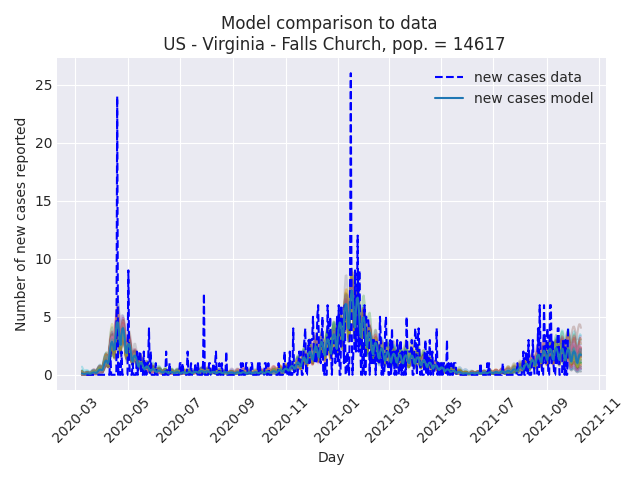 Model comparison to data
US - Virginia - Falls Church, pop. = 14617
new cases data
new cases model
Number of new cases reported
25
20
15
10
5
0
2020-03
2020-05
2020-07
2020-09
2020-11
2021-01
2021-03
2021-05
2021-07
2021-09
2021-11
Day